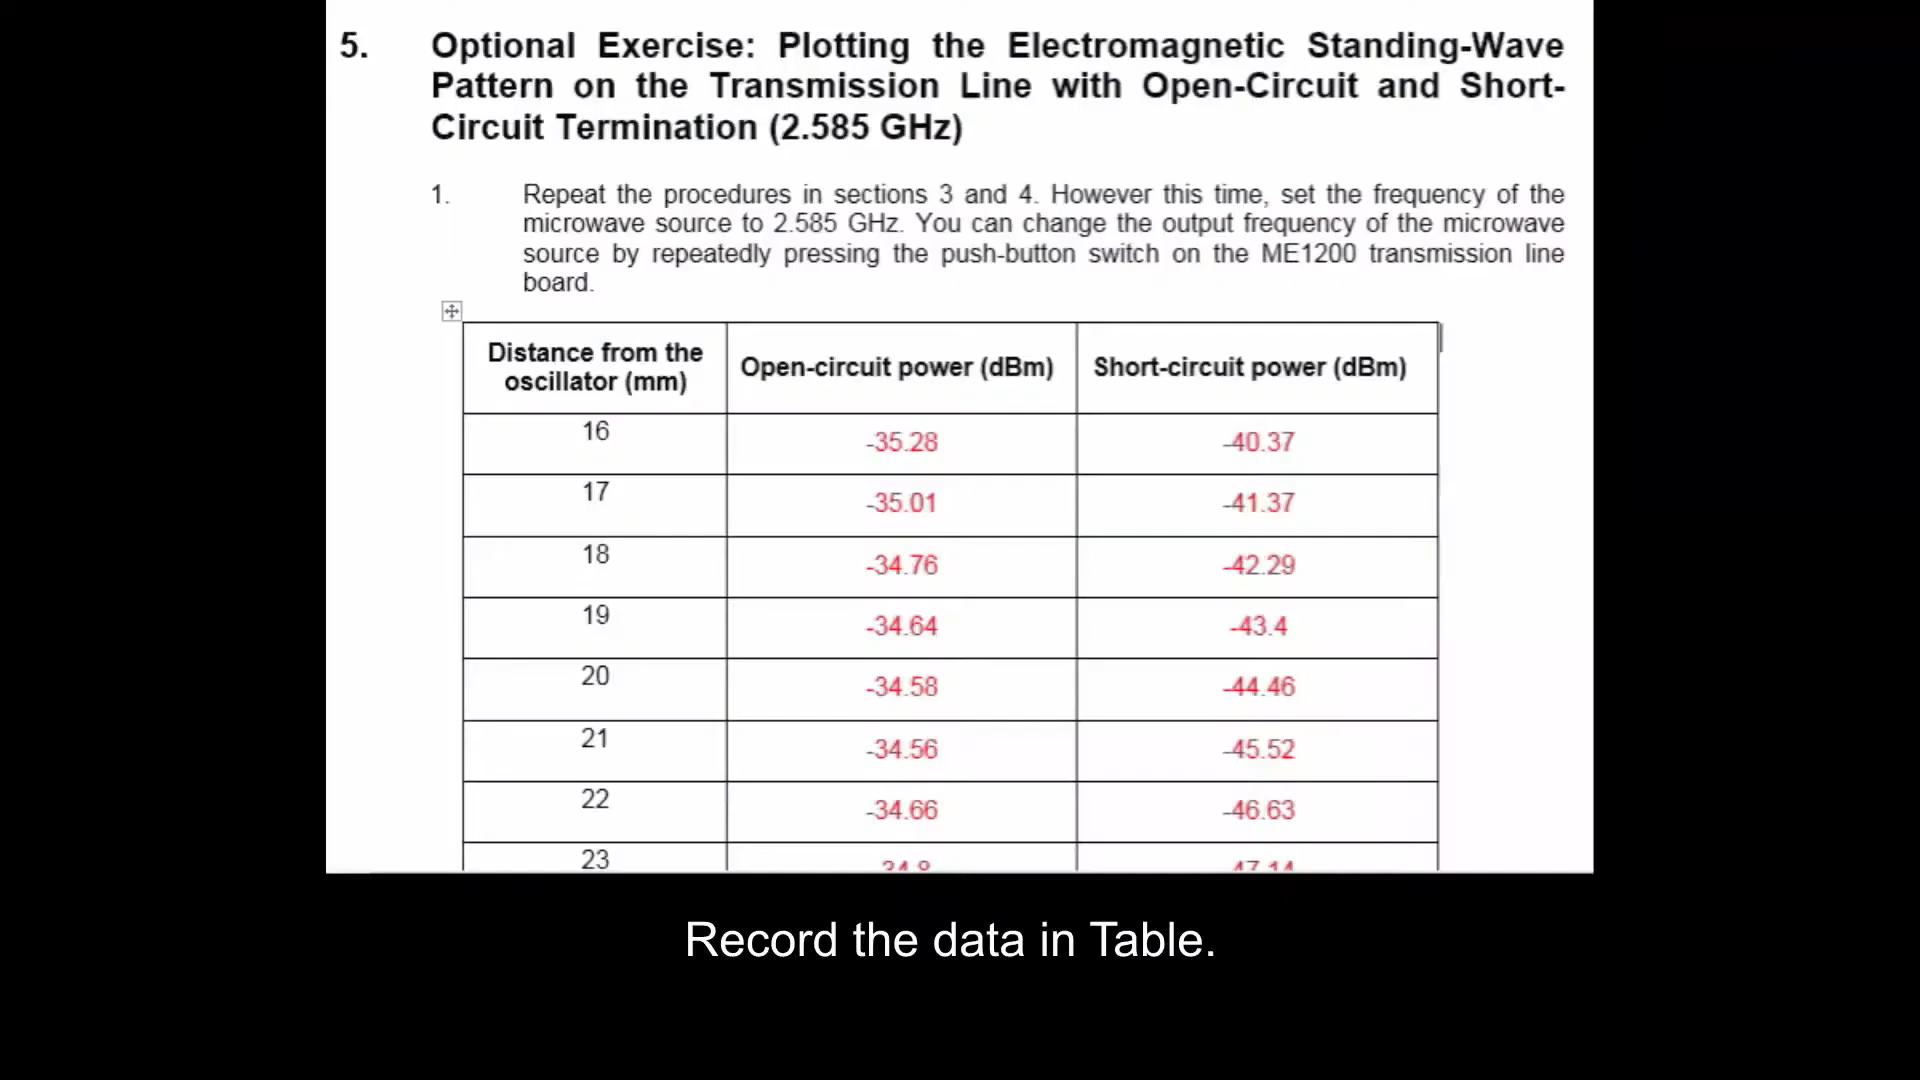 5. Optional Exercise: Plotting the Electromagnetic Standing-Wave
Pattern on the Transmission Line with Open-Circuit and Short-
Circuit Termination (2.585 GHz)
1. Repeat the procedures in sections 3 and 4. However this time, set the frequency of the
microwave source to 2.585 GHz. You can change the output frequency of the microwave
source by repeatedly pressing the push-button switch on the ME1200 transmission line
board.
Distance from the
oscillator (mm) Open-circuit power (dBm) Short-circuit power (dBm)
16 -35.28 -40.37
17 -35.01 -41.37
18 -34.76 -42.29
19 -34.64 -43.4
20 -34.58 -44.46
21 -34.56 -45.52
22 -34.66 -46.63
23
Record the data in Table.